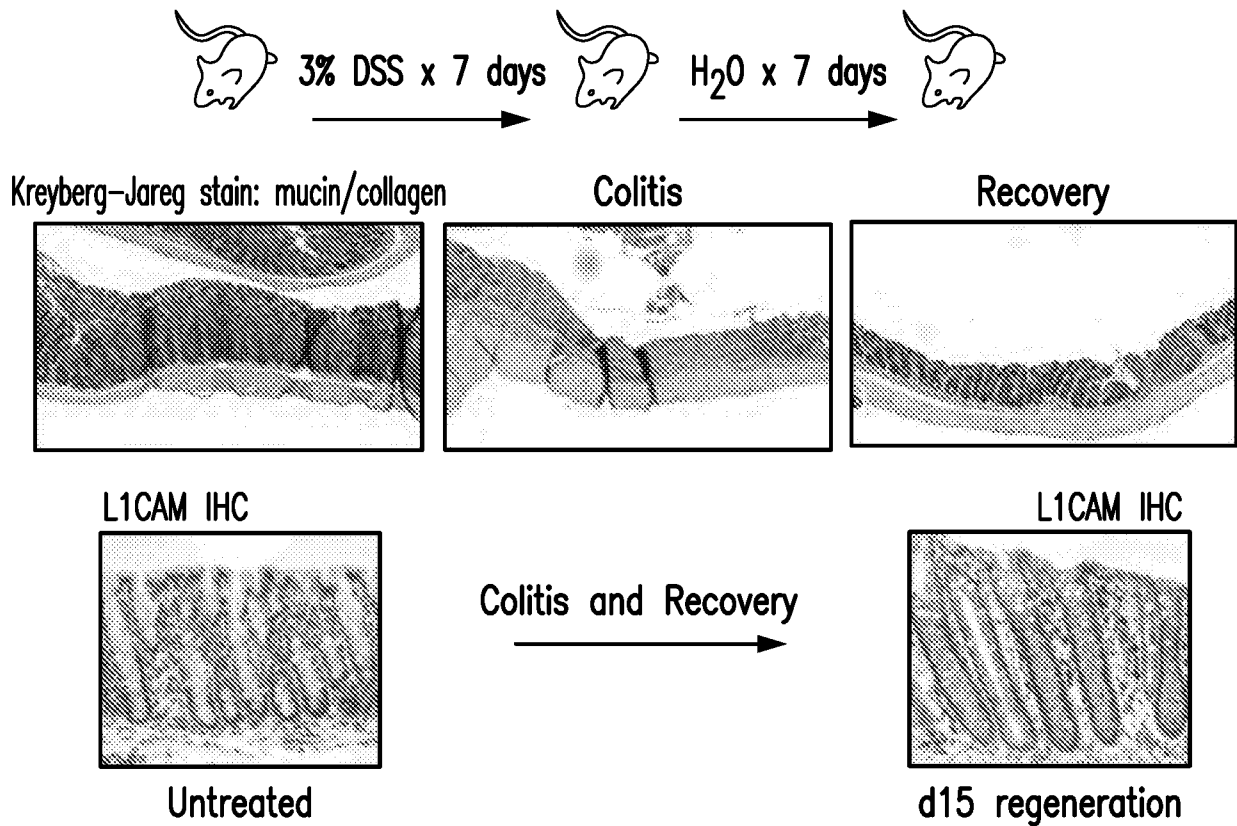 3% DSS x 7 days
H₂O x 7 days
Kreyberg-Jareg stain: mucin/collagen
Colitis
Recovery
L1CAM IHC
L1CAM IHC
Colitis and Recovery
Untreated
d15 regeneration